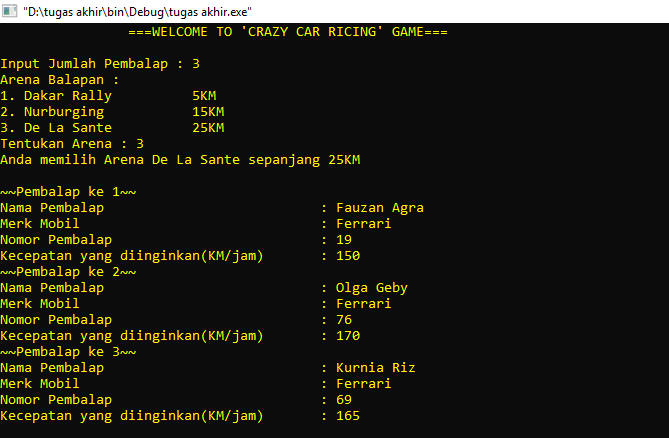 "D:\tugas akhir\bin\Debug\tugas akhir.exe"
===WELCOME TO 'CRAZY CAR RICING' GAME===
Input Jumlah Pembalap : 3
Arena Balapan :
1. Dakar Rally 5KM
2. Nurburging 15KM
3. De La Sante 25KM
Tentukan Arena : 3
Anda memilih Arena De La Sante sepanjang 25KM
~~Pembalap ke 1~~
Nama Pembalap : Fauzan Agra
Merk Mobil : Ferrari
Nomor Pembalap : 19
Kecepatan yang diinginkan(KM/jam) : 150
~~Pembalap ke 2~~
Nama Pembalap : Olga Geby
Merk Mobil : Ferrari
Nomor Pembalap : 76
Kecepatan yang diinginkan(KM/jam) : 170
~~Pembalap ke 3~~
Nama Pembalap : Kurnia Riz
Merk Mobil : Ferrari
Nomor Pembalap : 69
Kecepatan yang diinginkan(KM/jam) : 165